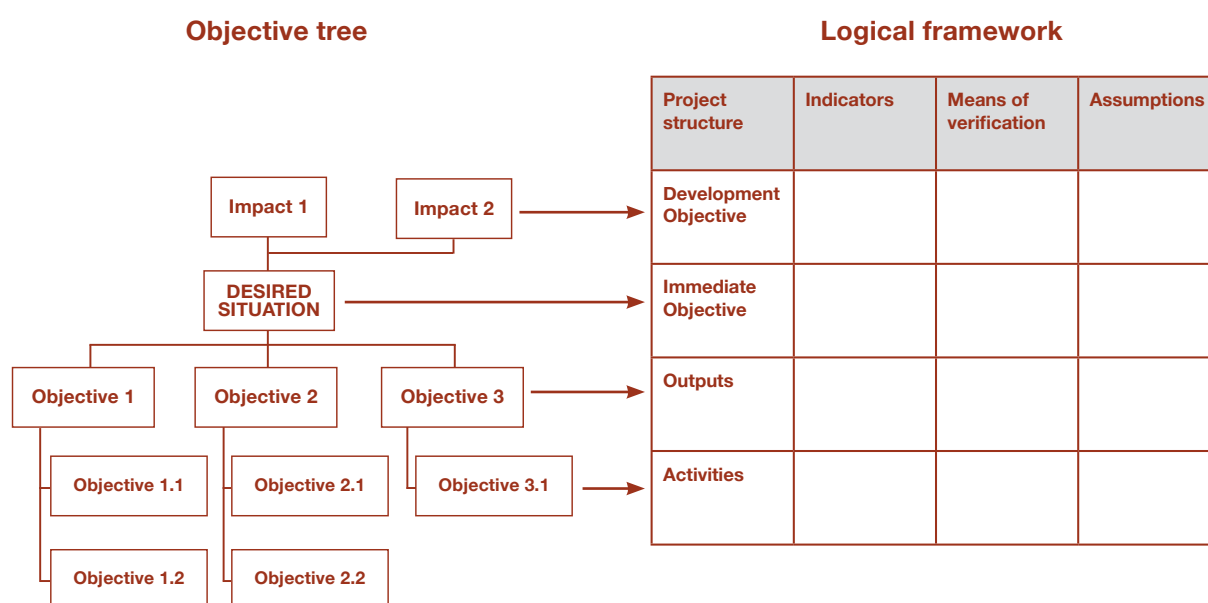 Objective tree
Logical framework
Project
structure
Indicators
Means of
verification
Assumptions
Impact 1
Impact 2
Development
Objective
DESIRED
SITUATION
Immediate
Objective
Objective 1
Objective 2
Objective 3
Outputs
Objective 1.1
Objective 2.1
Objective 3.1
Activities
Objective 1.2
Objective 2.2